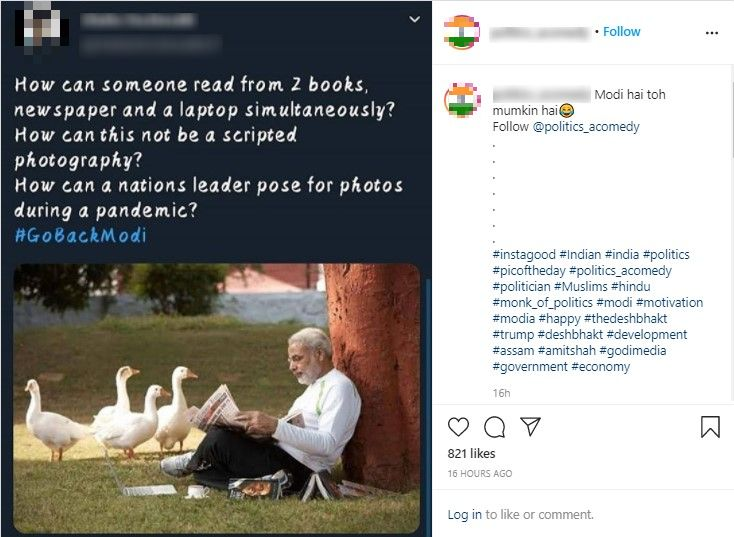 How can someone read from 2 books,
newspaper and a laptop simultaneously?
How can this not be a scripted
photography?
How can a nations leader pose for photos
during a pandemic?
#GoBackModi
• Follow
Modi hai toh
mumkin hai😂
Follow @politics_acomedy
.
.
.
.
.
.
.
#instagood #Indian #india #politics
#picoftheday #politics_acomedy
#politician #Muslims #hindu
#monk_of_politics #modi #motivation
#modia #happy #thedeshbhakt
#trump #deshbhakt #development
#assam #amitshah #godimedia
#government #economy
16h
821 likes
16 HOURS AGO
Log in to like or comment.